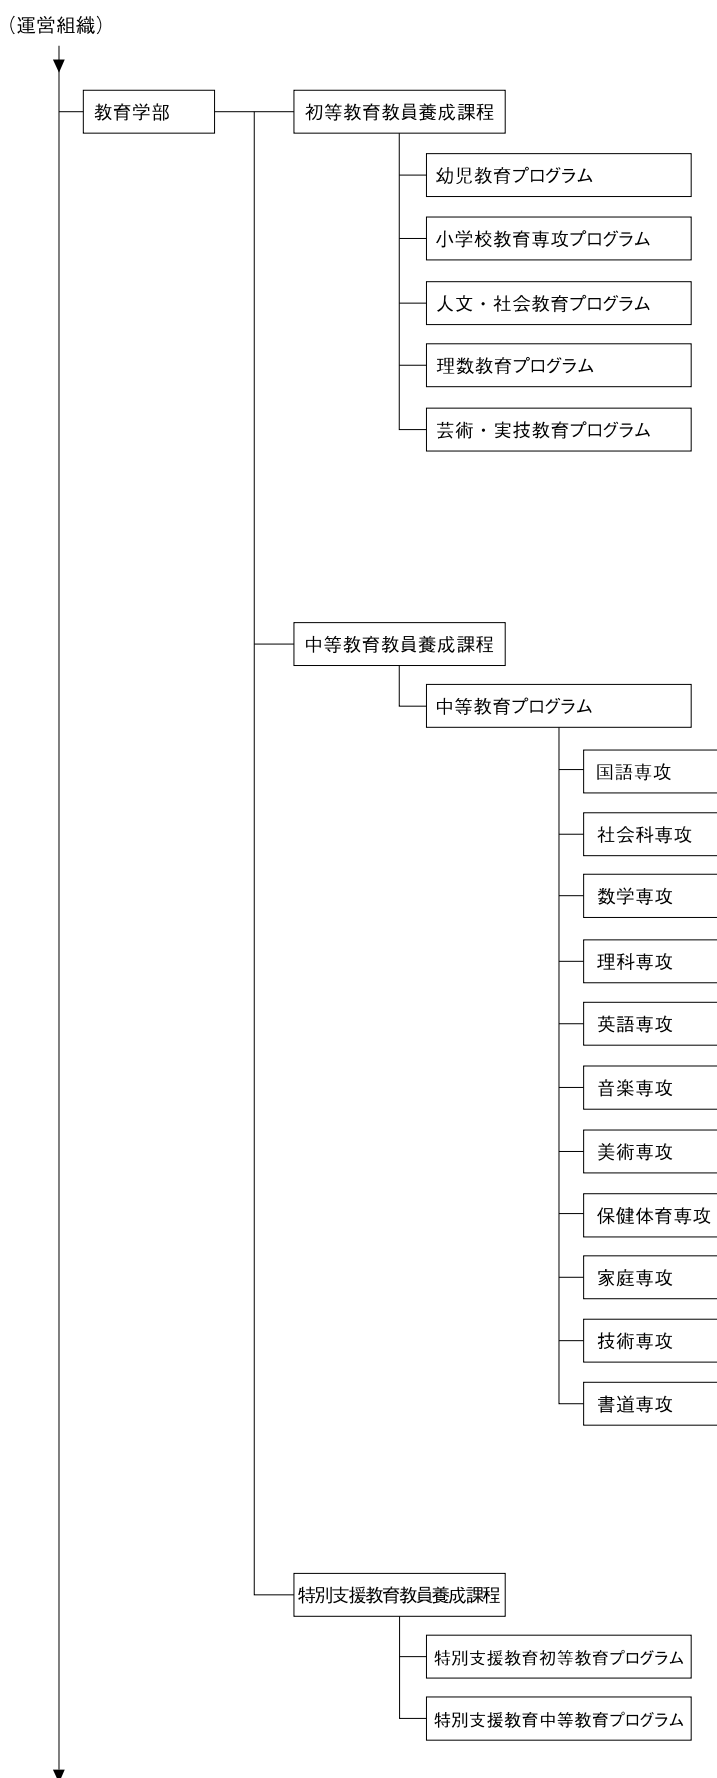 （運営組織）
教育学部
初等教育教員養成課程
幼児教育プログラム
小学校教育専攻プログラム
人文・社会教育プログラム
理数教育プログラム
芸術・実技教育プログラム
中等教育教員養成課程
中等教育プログラム
国語専攻
社会科専攻
数学専攻
理科専攻
英語専攻
音楽専攻
美術専攻
保健体育専攻
家庭専攻
技術専攻
書道専攻
特別支援教育教員養成課程
特別支援教育初等教育プログラム
特別支援教育中等教育プログラム